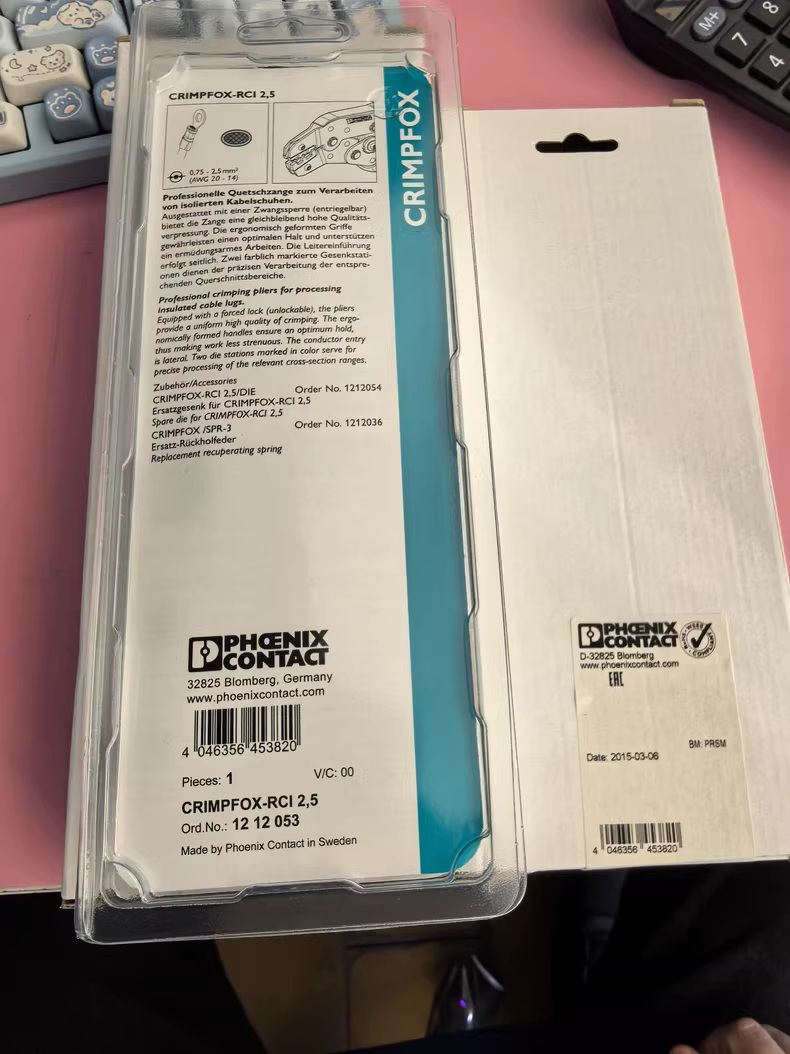 CRIMPFOX-RCI 2,5
0,75 - 2,5 mm²
(AWG 20 - 14)
Professionelle Quetschzange zum Verarbeiten
von isolierten Kabelschuhen.
Ausgestattet mit einer Zwangssperre (entriegelbar)
bietet die Zange eine gleichbleibend hohe Qualitäts-
verpressung. Die ergonomisch geformten Griffe
gewährleisten einen optimalen Halt und unterstützen
ein ermüdungsarmes Arbeiten. Die Leitereinführung
erfolgt seitlich. Zwei farblich markierte Gesenkstati-
onen dienen der präzisen Verarbeitung der entspre-
chenden Querschnittsbereiche.
Professional crimping pliers for processing
insulated cable lugs.
Equipped with a forced lock (unlockable), the pliers
provide a uniform high quality of crimping. The ergo-
nomically formed handles ensure an optimum hold,
thus making work less strenuous. The conductor entry
is lateral. Two die stations marked in color serve for
precise processing of the relevant cross-section ranges.
Zubehör/Accessories
CRIMPFOX-RCI 2,5/DIE Order No. 1212054
Ersatzgesenk für CRIMPFOX-RCI 2,5
Spare die for CRIMPFOX-RCI 2,5
CRIMPFOX /SPR-3 Order No. 1212036
Ersatz-Rückholfeder
Replacement recuperating spring
CRIMPFOX
PHŒNIX
CONTACT
32825 Blomberg, Germany
www.phoenixcontact.com
4 046356 453820
Pieces: 1 V/C: 00
CRIMPFOX-RCI 2,5
Ord.No.: 12 12 053
Made by Phoenix Contact in Sweden
PHŒNIX
CONTACT
D-32825 Blomberg
www.phoenixcontact.com
EAC
BM: PRSM
Date: 2015-03-06
4 046356 453820
M+
7
8
4